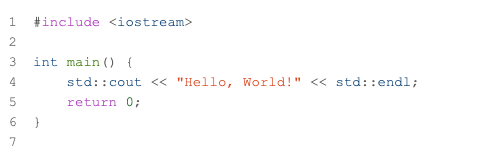 1 #include <iostream>
2
3 int main() {
4     std::cout << "Hello, World!" << std::endl;
5     return 0;
6 }
7